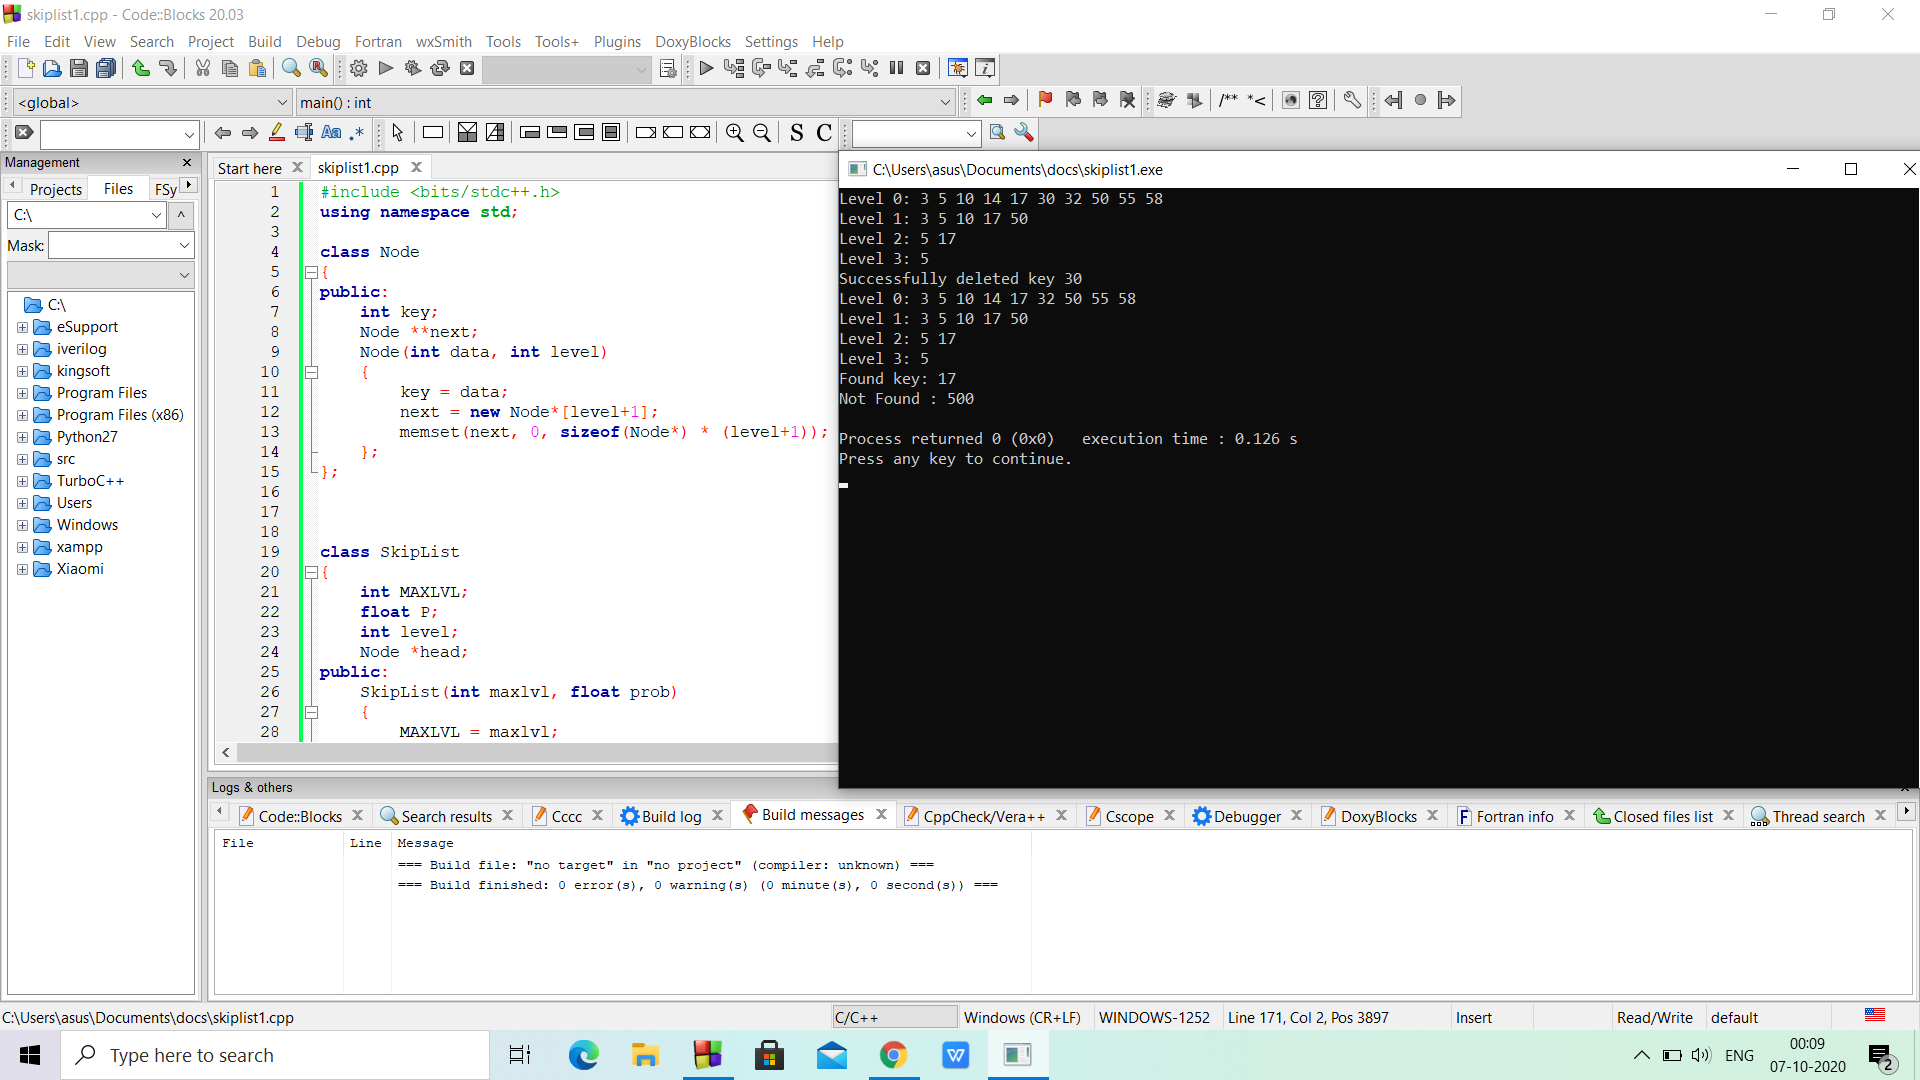 skiplist1.cpp - Code::Blocks 20.03
File Edit View Search Project Build Debug Fortran wxSmith Tools Tools+ Plugins DoxyBlocks Settings Help
<global>
main() : int
/** *<
Aa .*
S C
Management
Projects Files FSy
C:\
Mask:
C:\
eSupport
iverilog
kingsoft
Program Files
Program Files (x86)
Python27
src
TurboC++
Users
Windows
xampp
Xiaomi
Start here skiplist1.cpp
1 #include <bits/stdc++.h>
2 using namespace std;
3
4 class Node
5 {
6 public:
7 int key;
8 Node **next;
9 Node(int data, int level)
10 {
11 key = data;
12 next = new Node*[level+1];
13 memset(next, 0, sizeof(Node*) * (level+1));
14 };
15 };
16
17
18
19 class SkipList
20 {
21 int MAXLVL;
22 float P;
23 int level;
24 Node *head;
25 public:
26 SkipList(int maxlvl, float prob)
27 {
28 MAXLVL = maxlvl;
C:\Users\asus\Documents\docs\skiplist1.exe
Level 0: 3 5 10 14 17 30 32 50 55 58
Level 1: 3 5 10 17 50
Level 2: 5 17
Level 3: 5
Successfully deleted key 30
Level 0: 3 5 10 14 17 32 50 55 58
Level 1: 3 5 10 17 50
Level 2: 5 17
Level 3: 5
Found key: 17
Not Found : 500
Process returned 0 (0x0)   execution time : 0.126 s
Press any key to continue.
Logs & others
Code::Blocks Search results Cccc Build log Build messages CppCheck/Vera++ Cscope Debugger DoxyBlocks Fortran info Closed files list Thread search
File Line Message
=== Build file: "no target" in "no project" (compiler: unknown) ===
=== Build finished: 0 error(s), 0 warning(s) (0 minute(s), 0 second(s)) ===
C:\Users\asus\Documents\docs\skiplist1.cpp C/C++ Windows (CR+LF) WINDOWS-1252 Line 171, Col 2, Pos 3897 Insert Read/Write default
Type here to search
ENG
00:09
07-10-2020
2